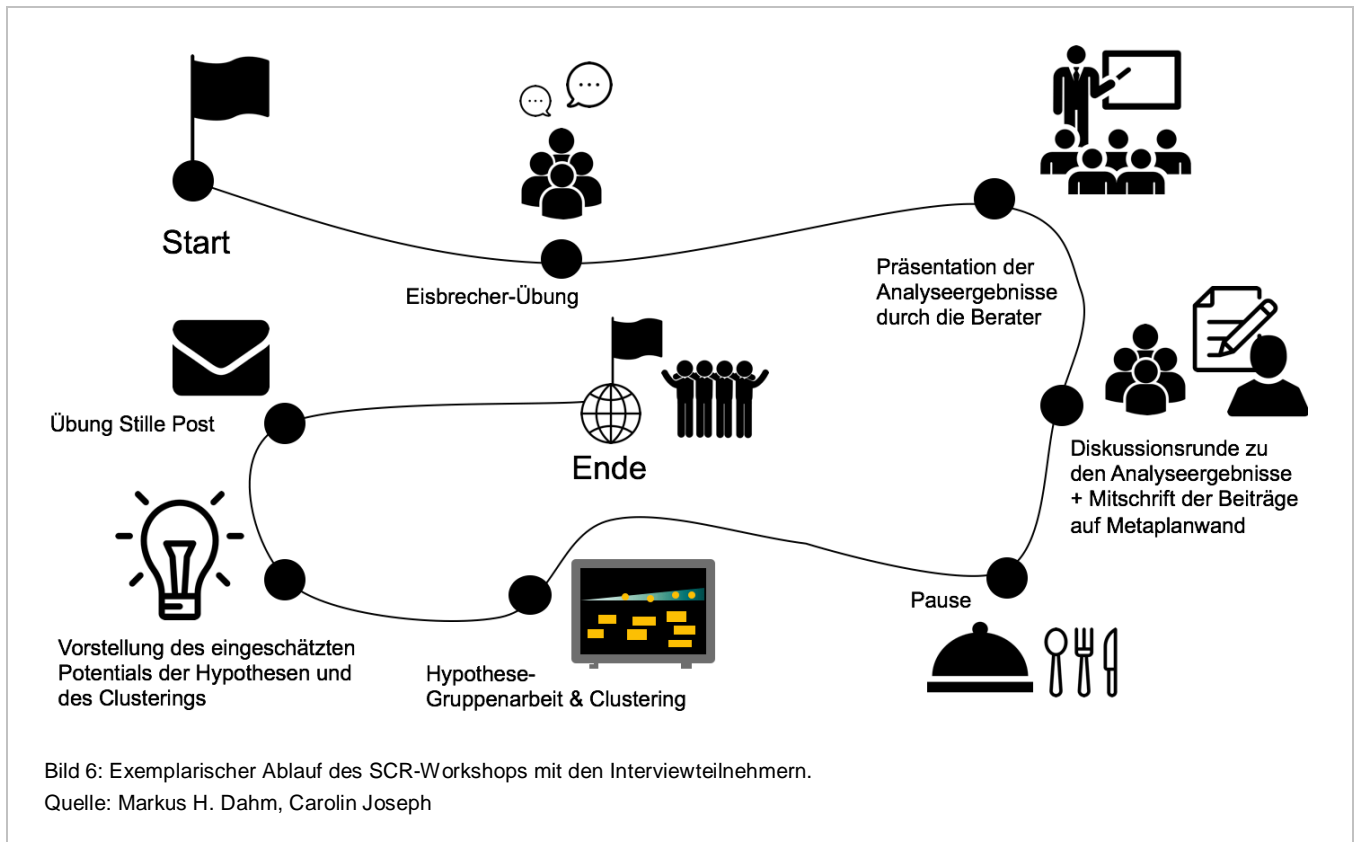 Start
Eisbrecher-Übung
Präsentation der
Analyseergebnisse
durch die Berater
Diskussionsrunde zu
den Analyseergebnisse
+ Mitschrift der Beiträge
auf Metaplanwand
Pause
Hypothese-
Gruppenarbeit & Clustering
Vorstellung des eingeschätzten
Potentials der Hypothesen und
des Clusterings
Übung Stille Post
Ende
Bild 6: Exemplarischer Ablauf des SCR-Workshops mit den Interviewteilnehmern.
Quelle: Markus H. Dahm, Carolin Joseph